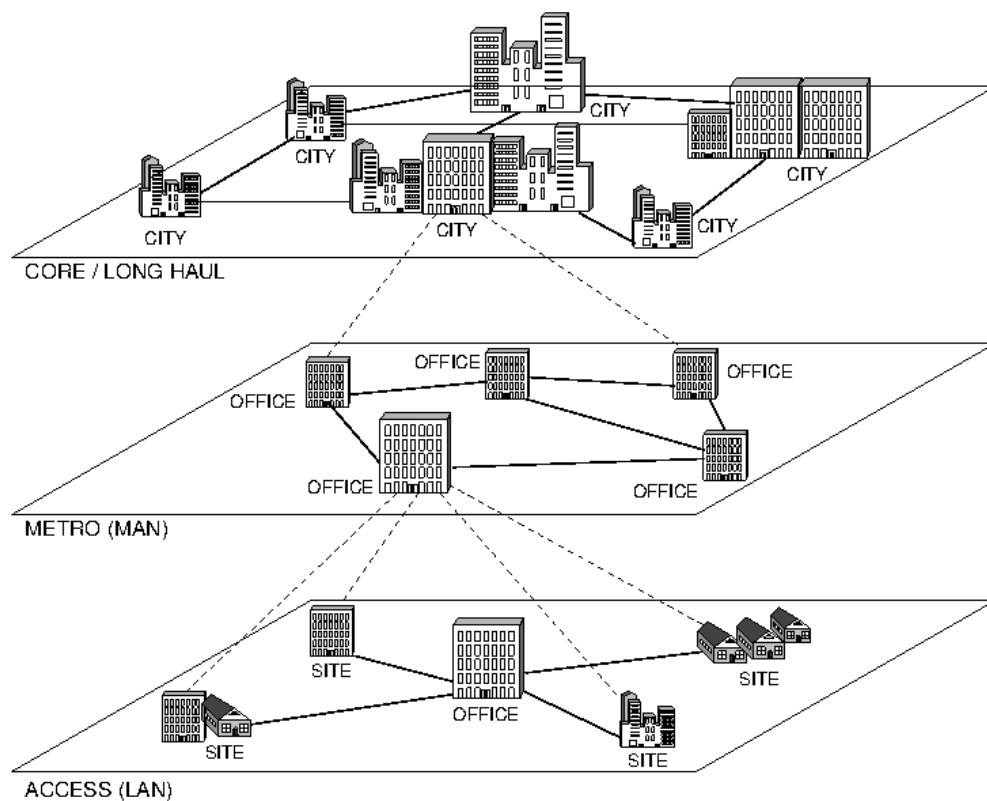 CITY
CITY
CITY
CITY
CITY
CITY
CORE / LONG HAUL
OFFICE
OFFICE
OFFICE
OFFICE
OFFICE
METRO (MAN)
SITE
SITE
OFFICE
SITE
SITE
ACCESS (LAN)